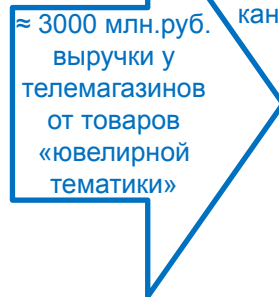 кан
≈ 3000 млн.руб.
выручки у
телемагазинов
от товаров
«ювелирной
тематики»